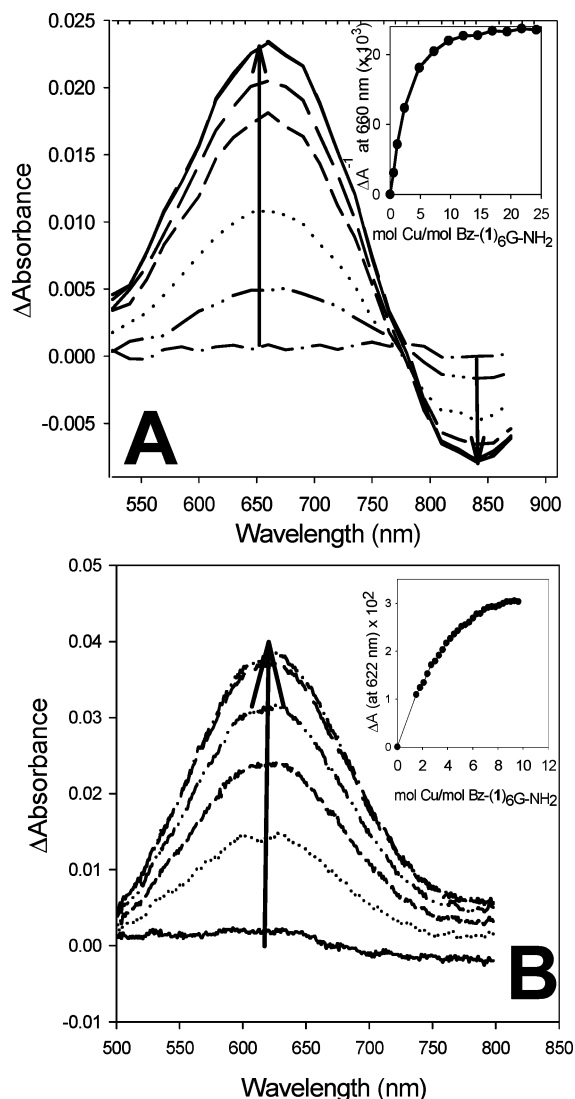 0.025
0.020
0.015
0.010
0.005
0.000
-0.005
ΔAbsorbance
550 600 650 700 750 800 850 900
Wavelength (nm)
A
ΔA⁻¹ at 660 nm (x 10³)
20
10
0
0 5 10 15 20 25
mol Cu/mol Bz-(1)₆G-NH₂
0.05
0.04
0.03
0.02
0.01
0.00
-0.01
ΔAbsorbance
500 550 600 650 700 750 800 850
Wavelength (nm)
B
ΔA (at 622 nm) x 10²
3
2
1
0
0 2 4 6 8 10 12
mol Cu/mol Bz-(1)₆G-NH₂